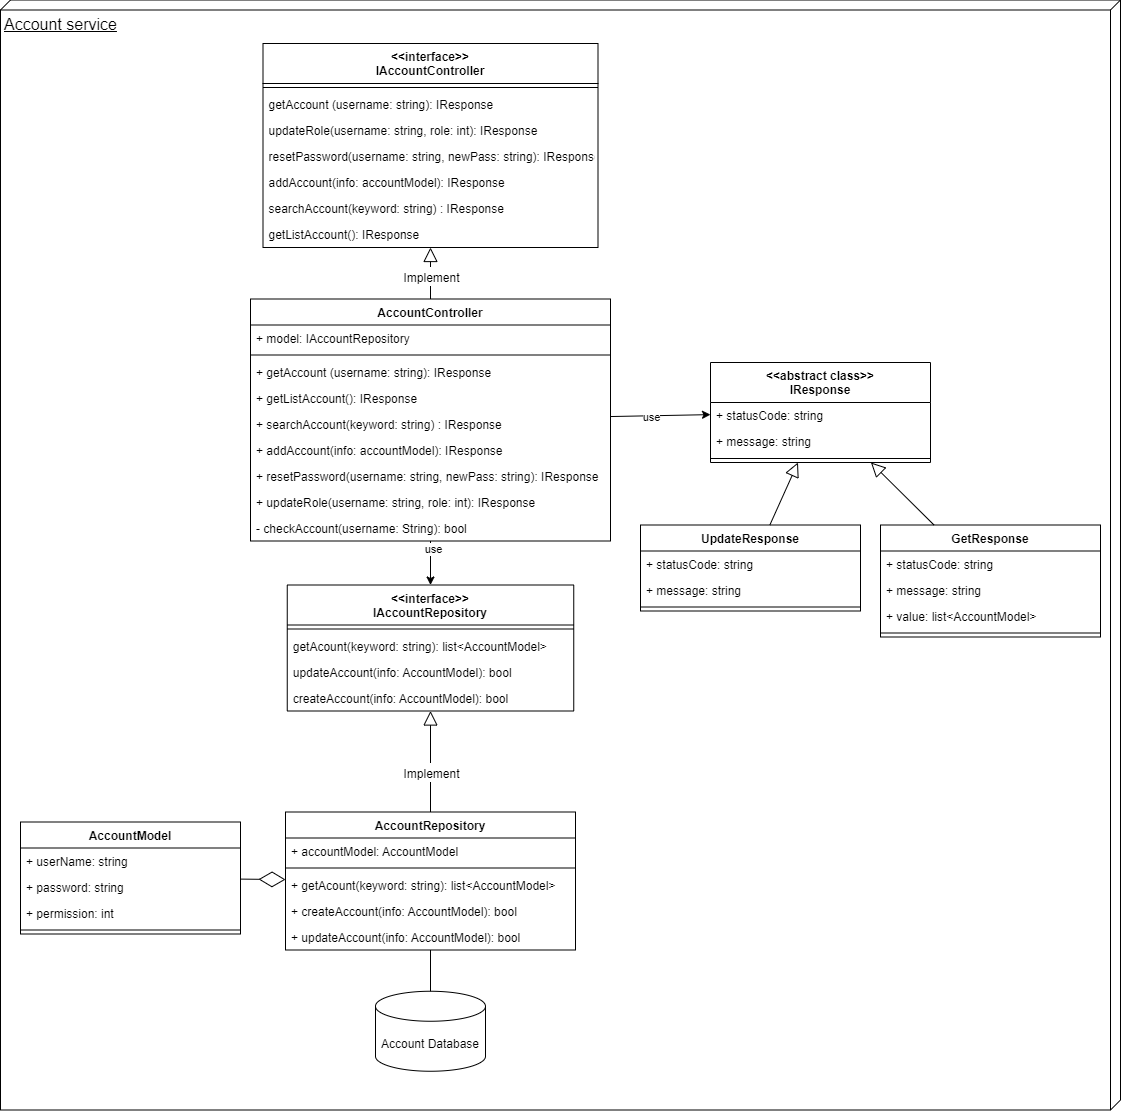 Account service
<<interface>>
IAccountController
getAccount (username: string): IResponse
updateRole(username: string, role: int): IResponse
resetPassword(username: string, newPass: string): IRespons
addAccount(info: accountModel): IResponse
searchAccount(keyword: string) : IResponse
getListAccount(): IResponse
Implement
AccountController
+ model: IAccountRepository
+ getAccount (username: string): IResponse
+ getListAccount(): IResponse
+ searchAccount(keyword: string) : IResponse
+ addAccount(info: accountModel): IResponse
+ resetPassword(username: string, newPass: string): IResponse
+ updateRole(username: string, role: int): IResponse
- checkAccount(username: String): bool
use
<<abstract class>>
IResponse
+ statusCode: string
+ message: string
UpdateResponse
+ statusCode: string
+ message: string
GetResponse
+ statusCode: string
+ message: string
+ value: list<AccountModel>
use
<<interface>>
IAccountRepository
getAcount(keyword: string): list<AccountModel>
updateAccount(info: AccountModel): bool
createAccount(info: AccountModel): bool
Implement
AccountModel
+ userName: string
+ password: string
+ permission: int
AccountRepository
+ accountModel: AccountModel
+ getAcount(keyword: string): list<AccountModel>
+ createAccount(info: AccountModel): bool
+ updateAccount(info: AccountModel): bool
Account Database